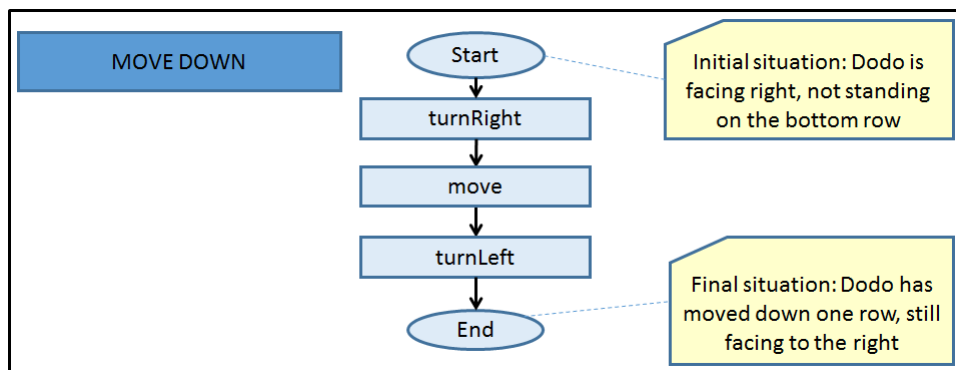 MOVE DOWN
Start
Initial situation: Dodo is
facing right, not standing
on the bottom row
turnRight
move
turnLeft
End
Final situation: Dodo has
moved down one row, still
facing to the right